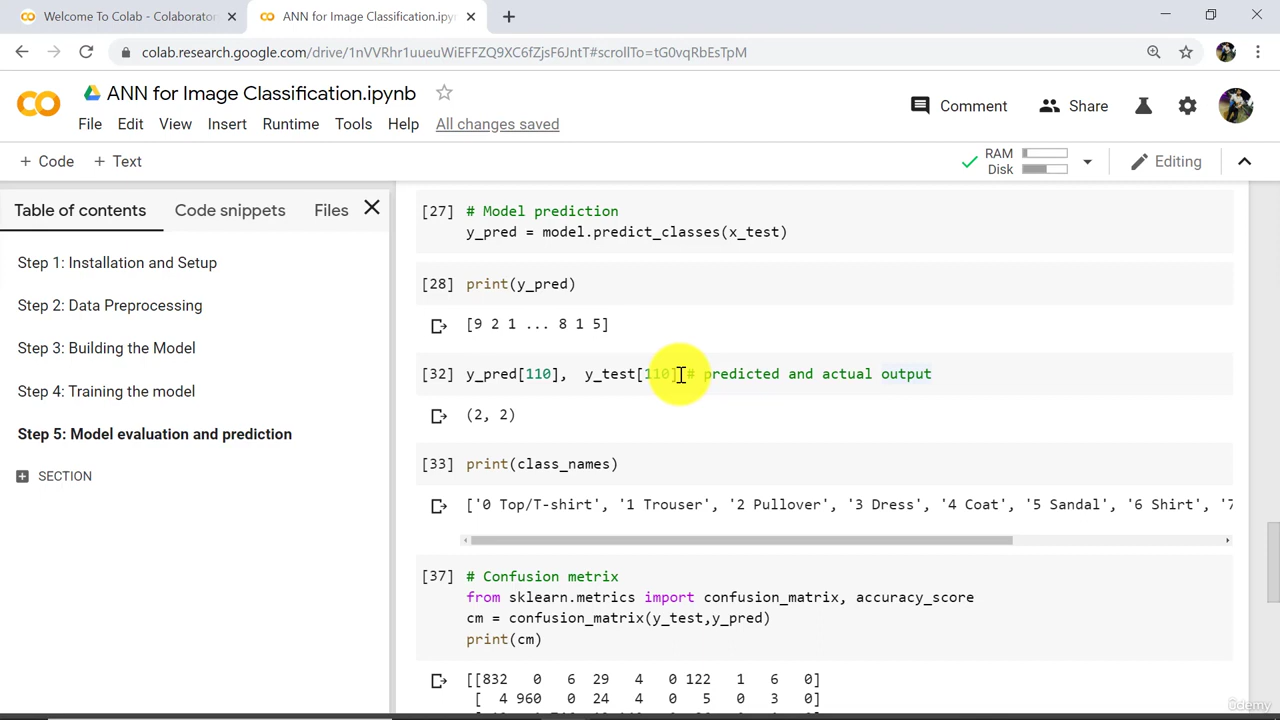 Welcome To Colab - Colaborator
ANN for Image Classification.ipyn
colab.research.google.com/drive/1nVVRhr1uueuWiEFFZQ9XC6fZjsF6JntT#scrollTo=tG0vqRbEsTpM
ANN for Image Classification.ipynb
Comment
Share
File Edit View Insert Runtime Tools Help All changes saved
+ Code + Text
RAM
Disk
Editing
Table of contents Code snippets Files
Step 1: Installation and Setup
Step 2: Data Preprocessing
Step 3: Building the Model
Step 4: Training the model
Step 5: Model evaluation and prediction
SECTION
[27] # Model prediction
y_pred = model.predict_classes(x_test)
[28] print(y_pred)
[9 2 1 ... 8 1 5]
[32] y_pred[110], y_test[110] # predicted and actual output
(2, 2)
[33] print(class_names)
['0 Top/T-shirt', '1 Trouser', '2 Pullover', '3 Dress', '4 Coat', '5 Sandal', '6 Shirt', '7
[37] # Confusion metrix
from sklearn.metrics import confusion_matrix, accuracy_score
cm = confusion_matrix(y_test,y_pred)
print(cm)
[[832 0 6 29 4 0 122 1 6 0]
[ 4 960 0 24 4 0 5 0 3 0]
ûdemy